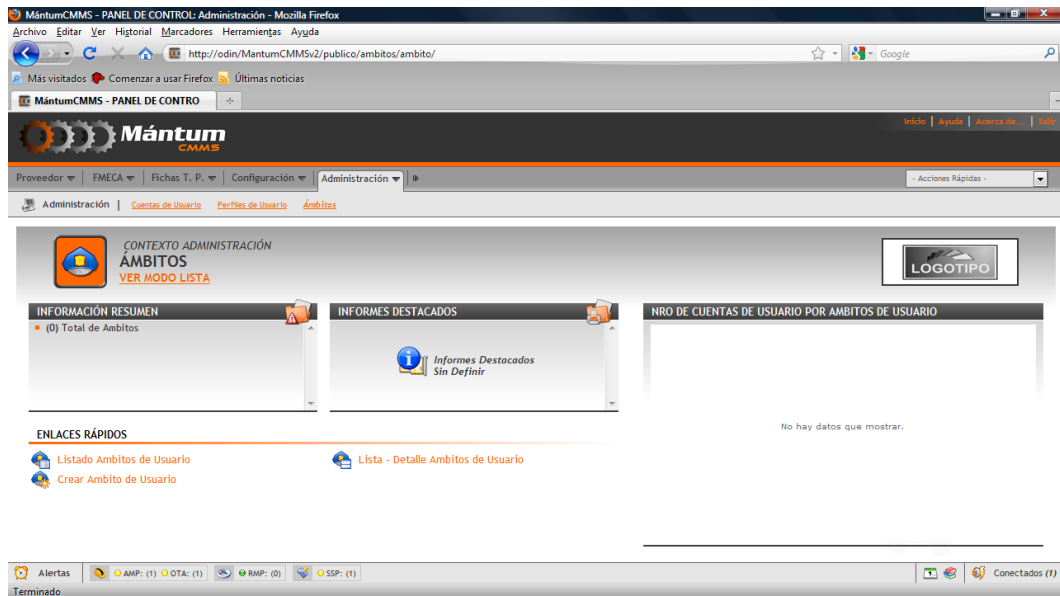 MántumCMMS - PANEL DE CONTROL: Administración - Mozilla Firefox
Archivo Editar Ver Historial Marcadores Herramientas Ayuda
http://odin/MantumCMMSv2/publico/ambitos/ambito/ Google
Más visitados Comenzar a usar Firefox Últimas noticias
MántumCMMS - PANEL DE CONTRO
Mántum
CMMS
Inicio | Ayuda | Acerca de... | Salir
Proveedor | FMECA | Fichas T. P. | Configuración | Administración - Acciones Rápidas -
Administración | Cuentas de Usuario Perfiles de Usuario Ámbitos
CONTEXTO ADMINISTRACIÓN
ÁMBITOS
VER MODO LISTA
LOGOTIPO
INFORMACIÓN RESUMEN
(0) Total de Ambitos
INFORMES DESTACADOS
Informes Destacados
Sin Definir
NRO DE CUENTAS DE USUARIO POR AMBITOS DE USUARIO
No hay datos que mostrar.
ENLACES RÁPIDOS
Listado Ambitos de Usuario
Lista - Detalle Ambitos de Usuario
Crear Ambito de Usuario
Alertas AMP: (1) OTA: (1) RMP: (0) SSP: (1) 1 Conectados (1)
Terminado